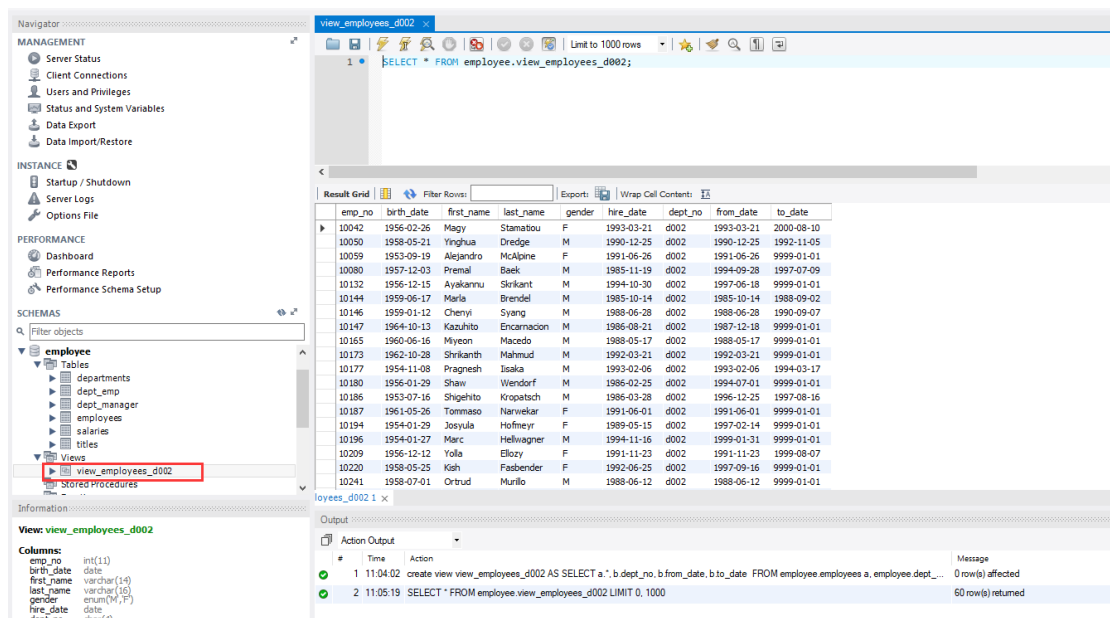 Navigator
MANAGEMENT
Server Status
Client Connections
Users and Privileges
Status and System Variables
Data Export
Data Import/Restore
INSTANCE
Startup / Shutdown
Server Logs
Options File
PERFORMANCE
Dashboard
Performance Reports
Performance Schema Setup
SCHEMAS
Filter objects
employee
Tables
departments
dept_emp
dept_manager
employees
salaries
titles
Views
view_employees_d002
Stored Procedures
Information
View: view_employees_d002
Columns:
emp_no int(11)
birth_date date
first_name varchar(14)
last_name varchar(16)
gender enum('M','F')
hire_date date
view_employees_d002 ×
Limit to 1000 rows
1 SELECT * FROM employee.view_employees_d002;
Result Grid Filter Rows: Export: Wrap Cell Content:
emp_no birth_date first_name last_name gender hire_date dept_no from_date to_date
10042 1956-02-26 Magy Stamatiou F 1993-03-21 d002 1993-03-21 2000-08-10
10050 1958-05-21 Yinghua Dredge M 1990-12-25 d002 1990-12-25 1992-11-05
10059 1953-09-19 Alejandro McAlpine F 1991-06-26 d002 1991-06-26 9999-01-01
10080 1957-12-03 Premal Baek M 1985-11-19 d002 1994-09-28 1997-07-09
10132 1956-12-15 Ayakannu Skrikant M 1994-10-30 d002 1997-06-18 9999-01-01
10144 1959-06-17 Marla Brendel M 1985-10-14 d002 1985-10-14 1988-09-02
10146 1959-01-12 Chenyi Syang M 1988-06-28 d002 1988-06-28 1990-09-07
10147 1964-10-13 Kazuhito Encarnacion M 1986-08-21 d002 1987-12-18 9999-01-01
10165 1960-06-16 Miyeon Macedo M 1988-05-17 d002 1988-05-17 9999-01-01
10173 1962-10-28 Shrikanth Mahmud M 1992-03-21 d002 1992-03-21 9999-01-01
10177 1954-11-08 Pragnesh Iisaka M 1993-02-06 d002 1993-02-06 1994-03-17
10180 1956-01-29 Shaw Wendorf M 1986-02-25 d002 1994-07-01 9999-01-01
10186 1953-07-16 Shigehito Kropatsch M 1986-03-28 d002 1996-12-25 1997-08-16
10187 1961-05-26 Tommaso Narwekar F 1991-06-01 d002 1991-06-01 9999-01-01
10194 1954-01-29 Josyula Hofmeyr F 1989-05-15 d002 1997-02-14 9999-01-01
10196 1954-01-27 Marc Hellwagner M 1994-11-16 d002 1999-01-31 9999-01-01
10209 1956-12-12 Yolla Ellozy F 1991-11-23 d002 1991-11-23 1999-08-07
10220 1958-05-25 Kish Fasbender F 1992-06-25 d002 1997-09-16 9999-01-01
10241 1958-07-01 Ortrud Murillo M 1988-06-12 d002 1988-06-12 9999-01-01
loyees_d002 1 ×
Output
Action Output
# Time Action Message
1 11:04:02 create view view_employees_d002 AS SELECT a.*, b.dept_no, b.from_date, b.to_date FROM employee.employees a, employee.dept_... 0 row(s) affected
2 11:05:19 SELECT * FROM employee.view_employees_d002 LIMIT 0, 1000 60 row(s) returned